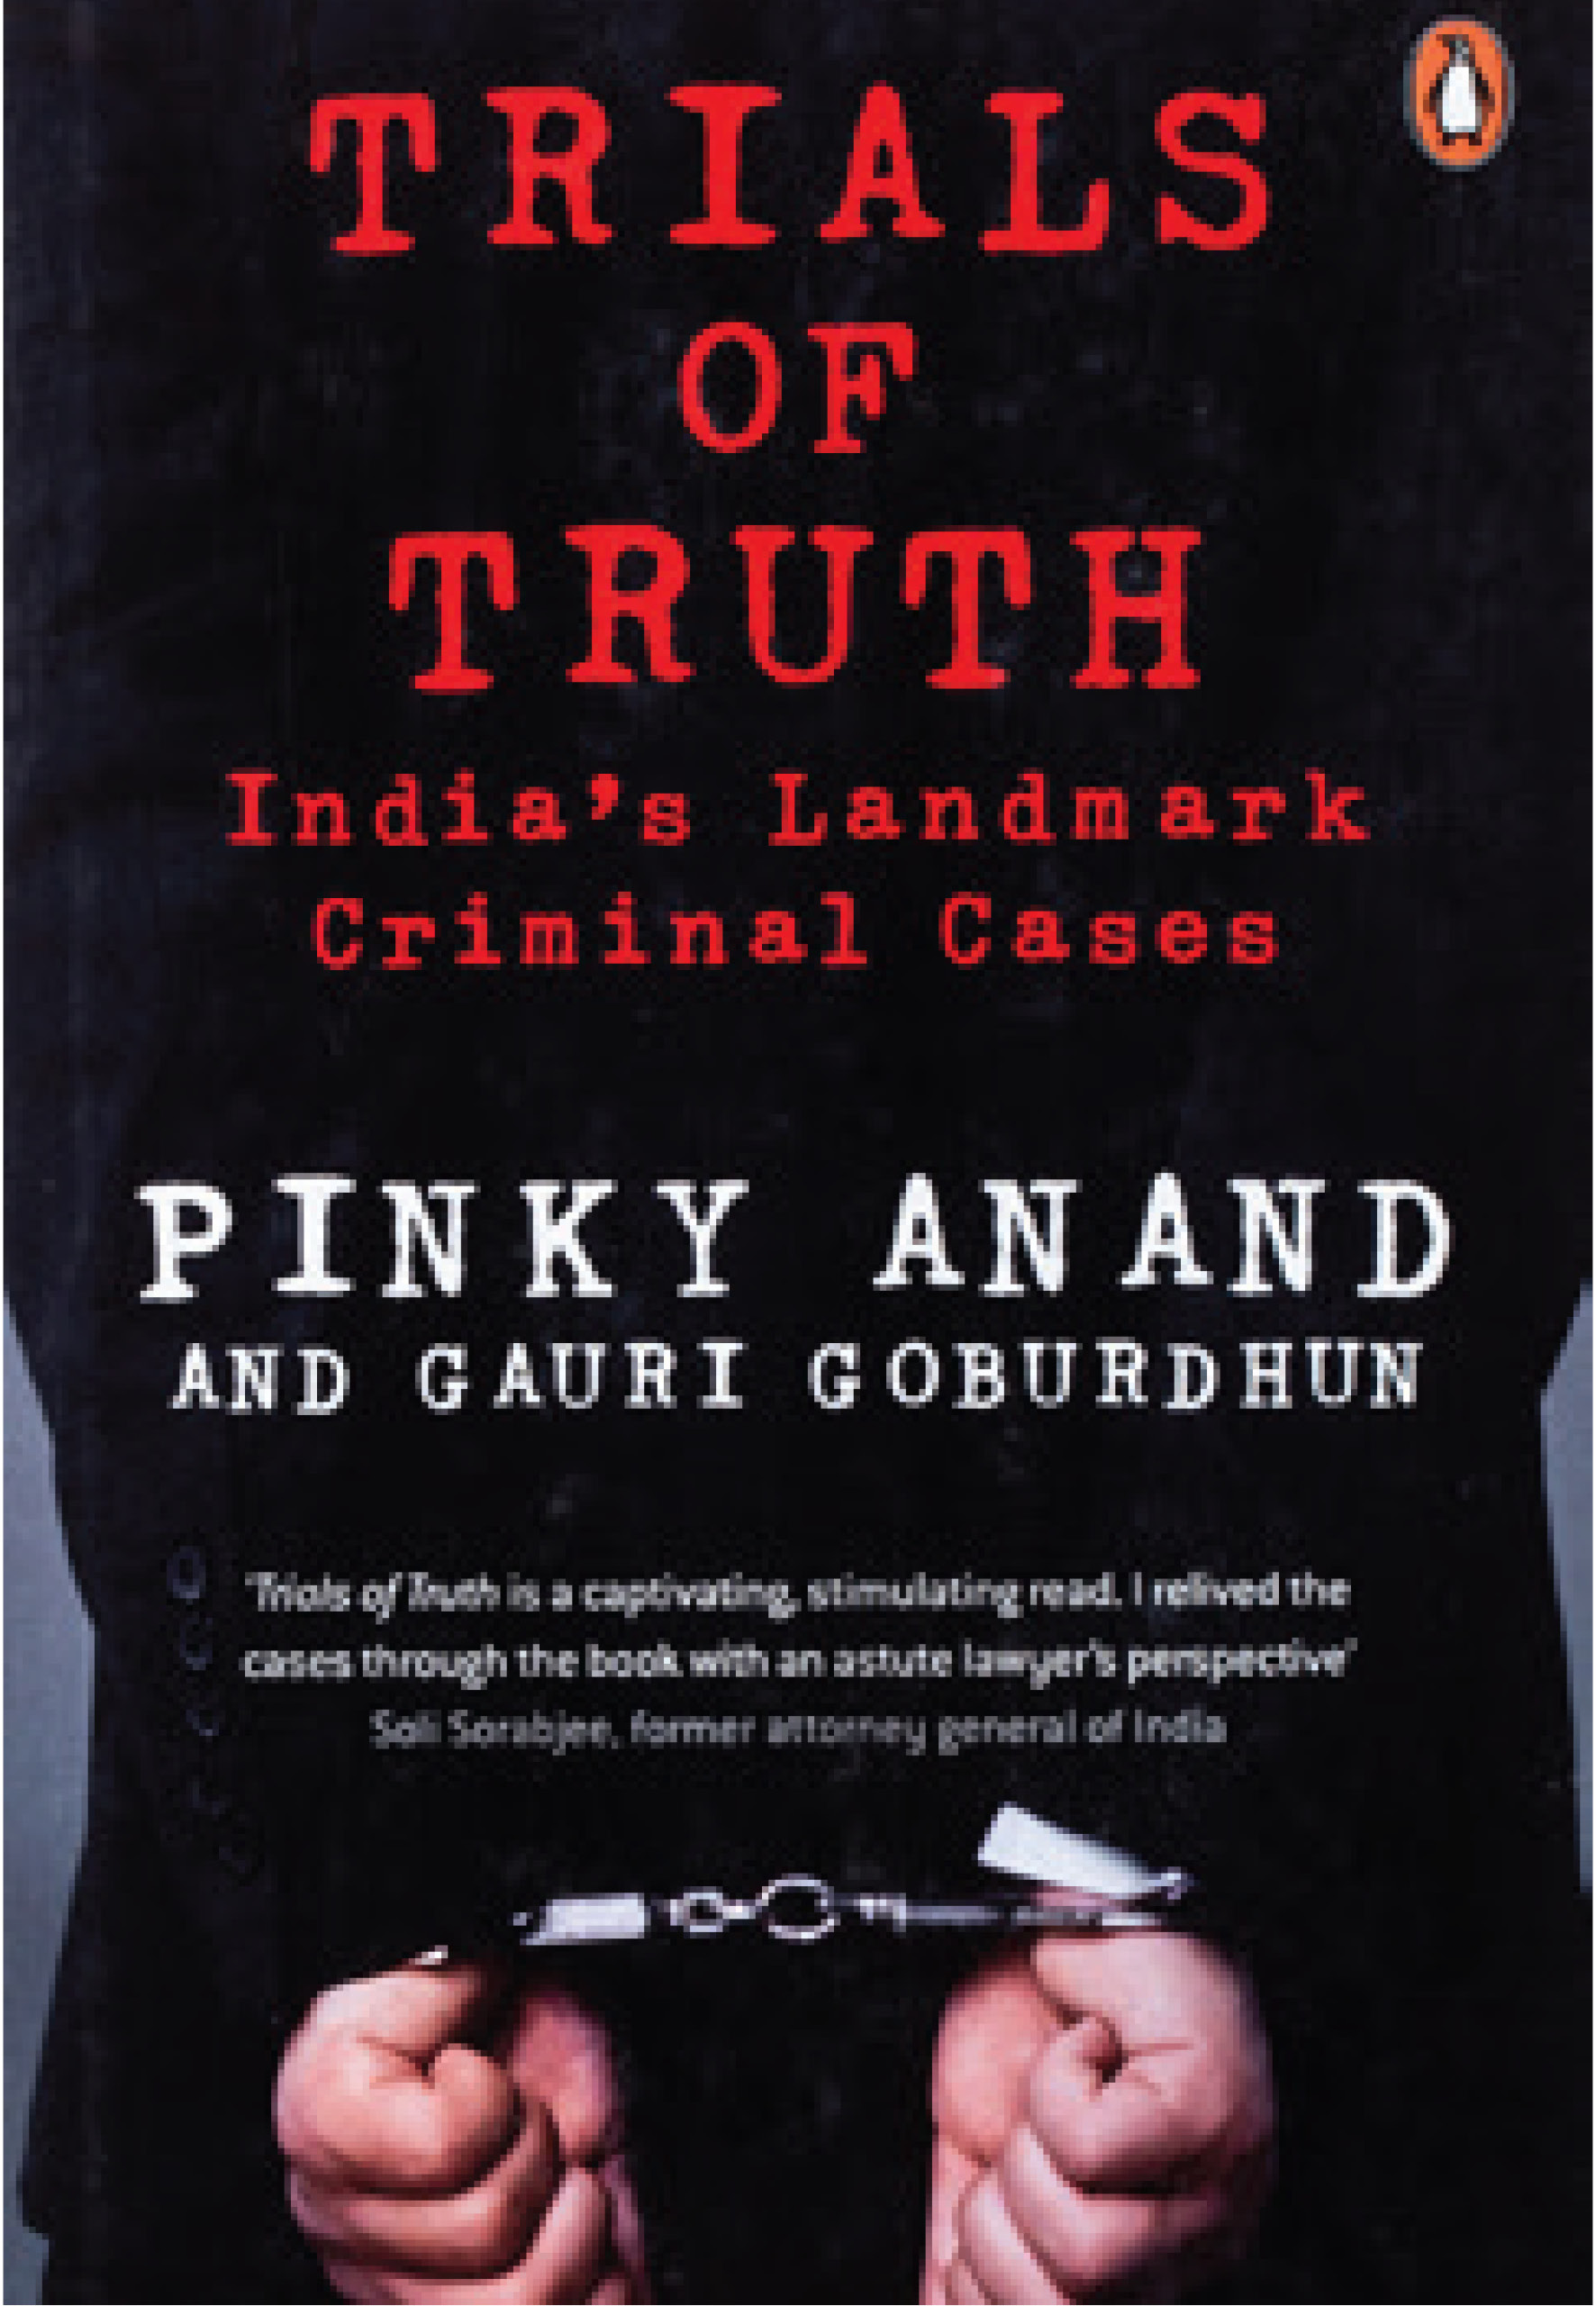 TRIALS
OF
TRUTH
India's Landmark
Criminal Cases
PINKY ANAND
AND GAURI GOBURDHUN
'Trials of Truth is a captivating, stimulating read. I relived the
cases through the book with an astute lawyer's perspective'
Soli Sorabjee, former attorney general of India